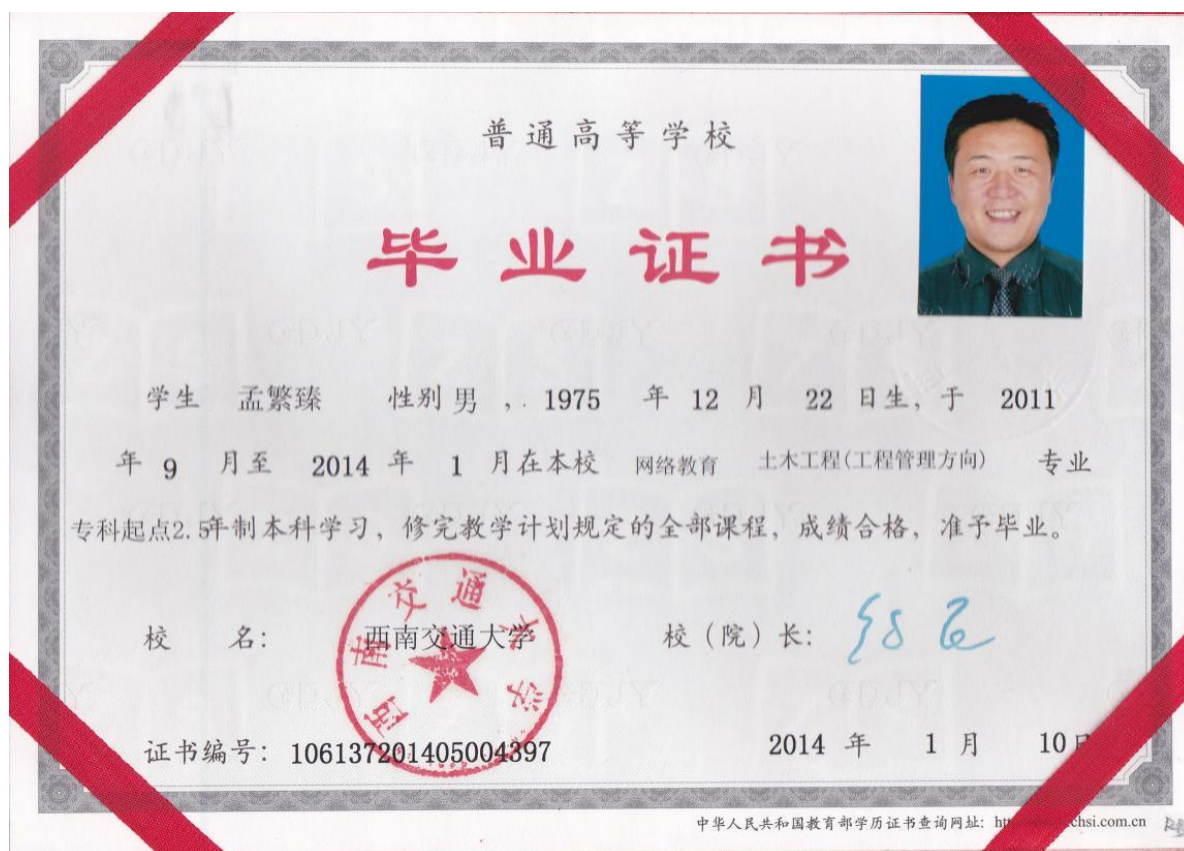 普通高等学校
毕业证书
学生 孟繁臻 性别 男 , 1975 年 12 月 22 日生, 于 2011
年 9 月至 2014 年 1 月在本校 网络教育 土木工程(工程管理方向) 专业
专科起点2.5年制本科学习, 修完教学计划规定的全部课程, 成绩合格, 准予毕业。
校 名: 西南交通大学 校（院）长:
西南交通大学
证书编号: 106137201405004397 2014 年 1 月 10
中华人民共和国教育部学历证书查询网址: chsi.com.cn